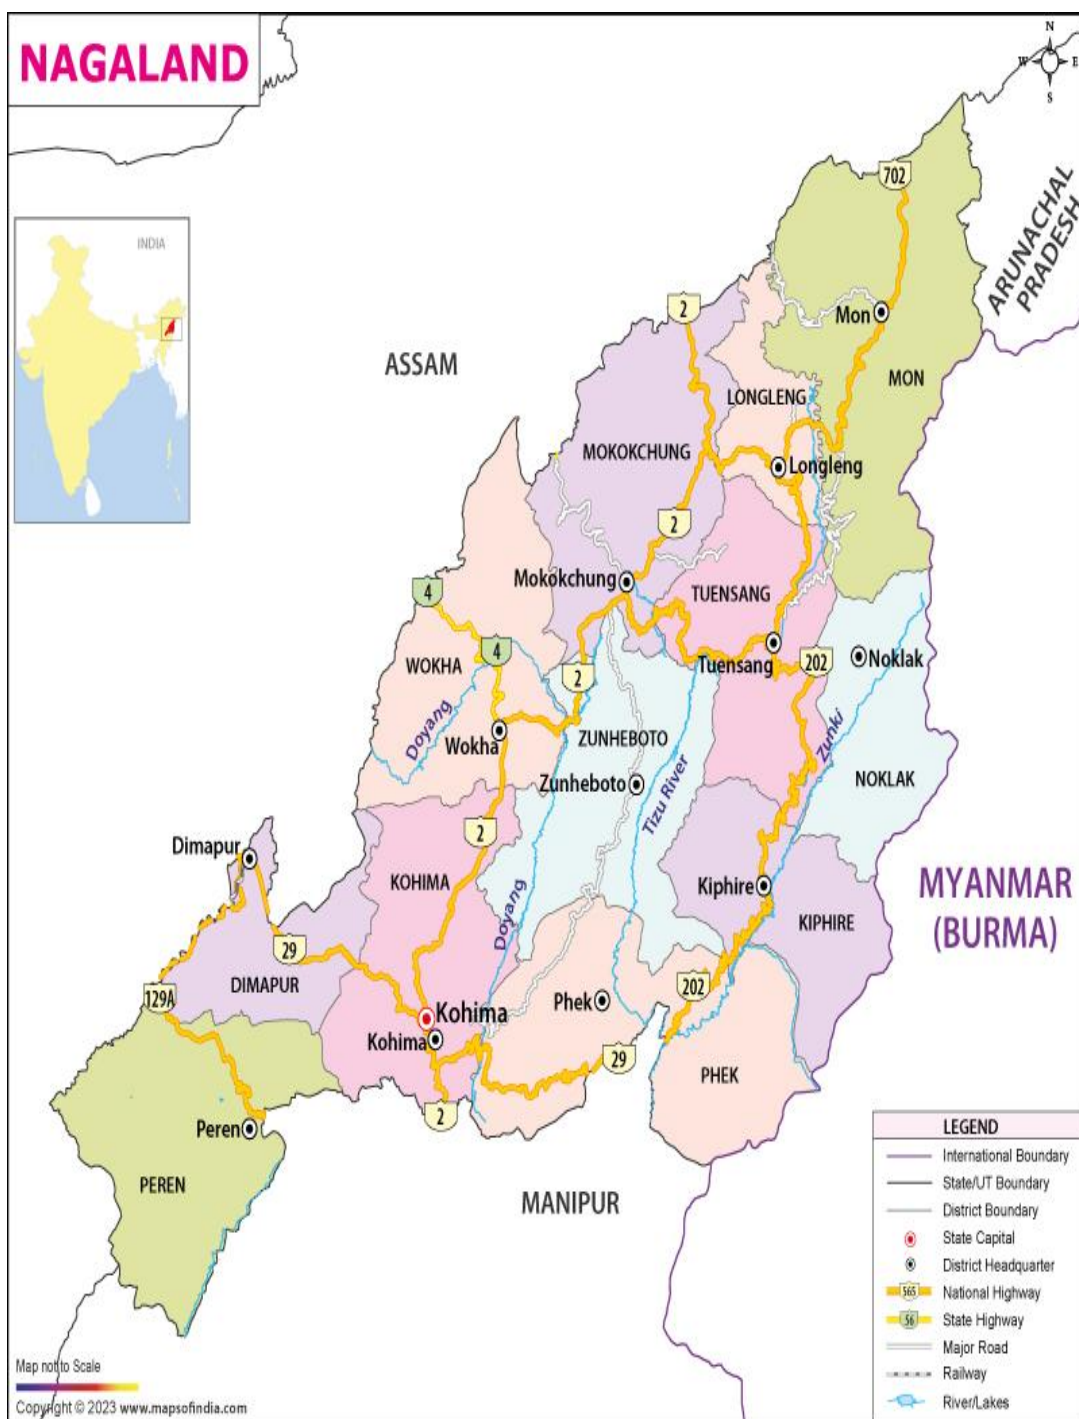 NAGALAND
N
W
E
S
INDIA
ARUNACHAL
PRADESH
702
2
Mon
ASSAM
MON
LONGLENG
MOKOKCHUNG
Longleng
2
Mokokchung
4
TUENSANG
4
WOKHA
Tuensang
202
Noklak
2
Doyang
Wokha
ZUNHEBOTO
Zunki
Zunheboto
Tizu River
NOKLAK
2
Dimapur
KOHIMA
Kiphire
MYANMAR
(BURMA)
Doyang
KIPHIRE
29
DIMAPUR
202
129A
Phek
Kohima
Kohima
29
PHEK
2
Peren
PEREN
MANIPUR
LEGEND
International Boundary
State/UT Boundary
District Boundary
State Capital
District Headquarter
565 National Highway
56 State Highway
Major Road
Railway
River/Lakes
Map not to Scale
Copyright © 2023 www.mapsofindia.com